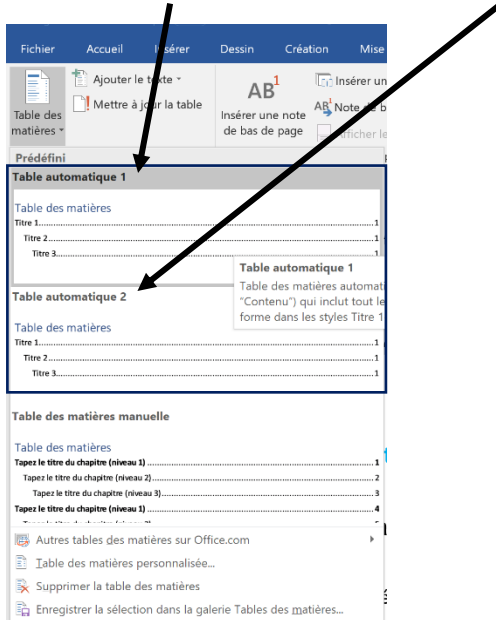 Fichier Accueil Insérer Dessin Création Mise
Ajouter le texte
Mettre à jour la table
Table des
matières
AB1
Insérer une note
de bas de page
Insérer un
AB1 Note de b
Afficher le
Prédéfini
Table automatique 1
Table des matières
Titre 1...1
Titre 2...1
Titre 3...1
Table automatique 1
Table des matières automati
"Contenu") qui inclut tout le
forme dans les styles Titre 1
Table automatique 2
Table des matières
Titre 1...1
Titre 2...1
Titre 3...1
Table des matières manuelle
Table des matières
Tapez le titre du chapitre (niveau 1)...1
Tapez le titre du chapitre (niveau 2)...2
Tapez le titre du chapitre (niveau 3)...3
Tapez le titre du chapitre (niveau 1)...4
Autres tables des matières sur Office.com
Table des matières personnalisée...
Supprimer la table des matières
Enregistrer la sélection dans la galerie Tables des matières...